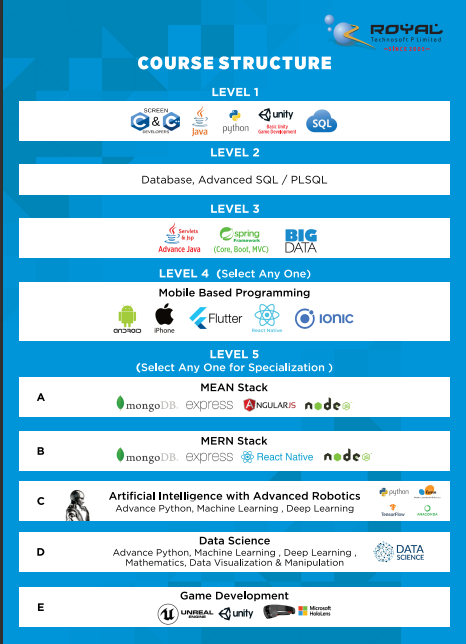 ROYAL
Technosoft P Limited
COURSE STRUCTURE
LEVEL 1
SCREEN
C & C
DEVELOPERS
Java
python
unity
Basic Unity
Game Development
SQL
LEVEL 2
Database, Advanced SQL / PLSQL
LEVEL 3
Servlets
& Jsp
Advance Java
spring
Framework
(Core, Boot, MVC)
BIG
DATA
LEVEL 4 (Select Any One)
Mobile Based Programming
ANDROID
iPhone
Flutter
React Native
IONIC
LEVEL 5
(Select Any One for Specialization )
A
MEAN Stack
mongoDB. express ANGULARJS node JS
B
MERN Stack
mongoDB. express React Native node JS
C
Artificial Intelligence with Advanced Robotics
Advance Python, Machine Learning , Deep Learning
python
TensorFlow
ANACONDA
D
Data Science
Advance Python, Machine Learning , Deep Learning ,
Mathematics, Data Visualization & Manipulation
DATA
SCIENCE
E
Game Development
UNREAL
ENGINE
unity
Microsoft
HoloLens